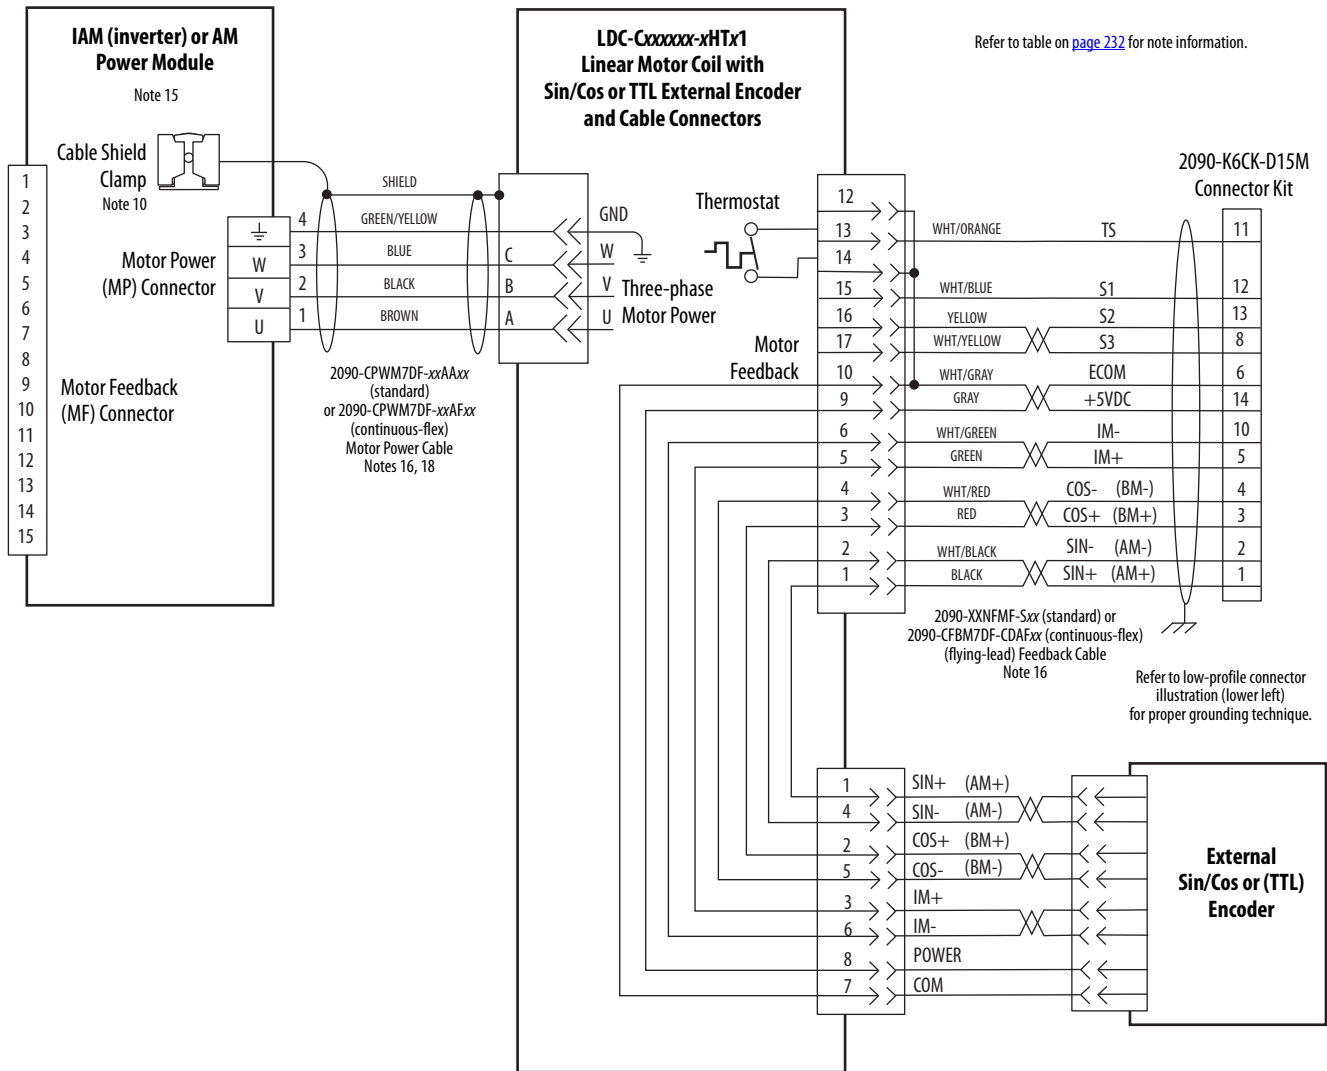 IAM (inverter) or AM
Power Module
Note 15
Cable Shield
Clamp
Note 10
1
2
3
4
5
6
7
8
9
10
11
12
13
14
15
Motor Power
(MP) Connector
Motor Feedback
(MF) Connector
W
V
U
4
3
2
1
SHIELD
GREEN/YELLOW
BLUE
BLACK
BROWN
C
B
A
GND
W
V
U
Three-phase
Motor Power
2090-CPWM7DF-xxAAxx
(standard)
or 2090-CPWM7DF-xxAFxx
(continuous-flex)
Motor Power Cable
Notes 16, 18
LDC-Cxxxxxx-xHTx1
Linear Motor Coil with
Sin/Cos or TTL External Encoder
and Cable Connectors
Thermostat
Motor
Feedback
12
13
14
15
16
17
10
9
6
5
4
3
2
1
Refer to table on page 232 for note information.
2090-K6CK-D15M
Connector Kit
WHT/ORANGE TS 11
WHT/BLUE S1 12
YELLOW S2 13
WHT/YELLOW S3 8
WHT/GRAY ECOM 6
GRAY +5VDC 14
WHT/GREEN IM- 10
GREEN IM+ 5
WHT/RED COS- (BM-) 4
RED COS+ (BM+) 3
WHT/BLACK SIN- (AM-) 2
BLACK SIN+ (AM+) 1
2090-XXNFMF-Sxx (standard) or
2090-CFBM7DF-CDAFxx (continuous-flex)
(flying-lead) Feedback Cable
Note 16
Refer to low-profile connector
illustration (lower left)
for proper grounding technique.
1 SIN+ (AM+)
4 SIN- (AM-)
2 COS+ (BM+)
5 COS- (BM-)
3 IM+
6 IM-
8 POWER
7 COM
External
Sin/Cos or (TTL)
Encoder